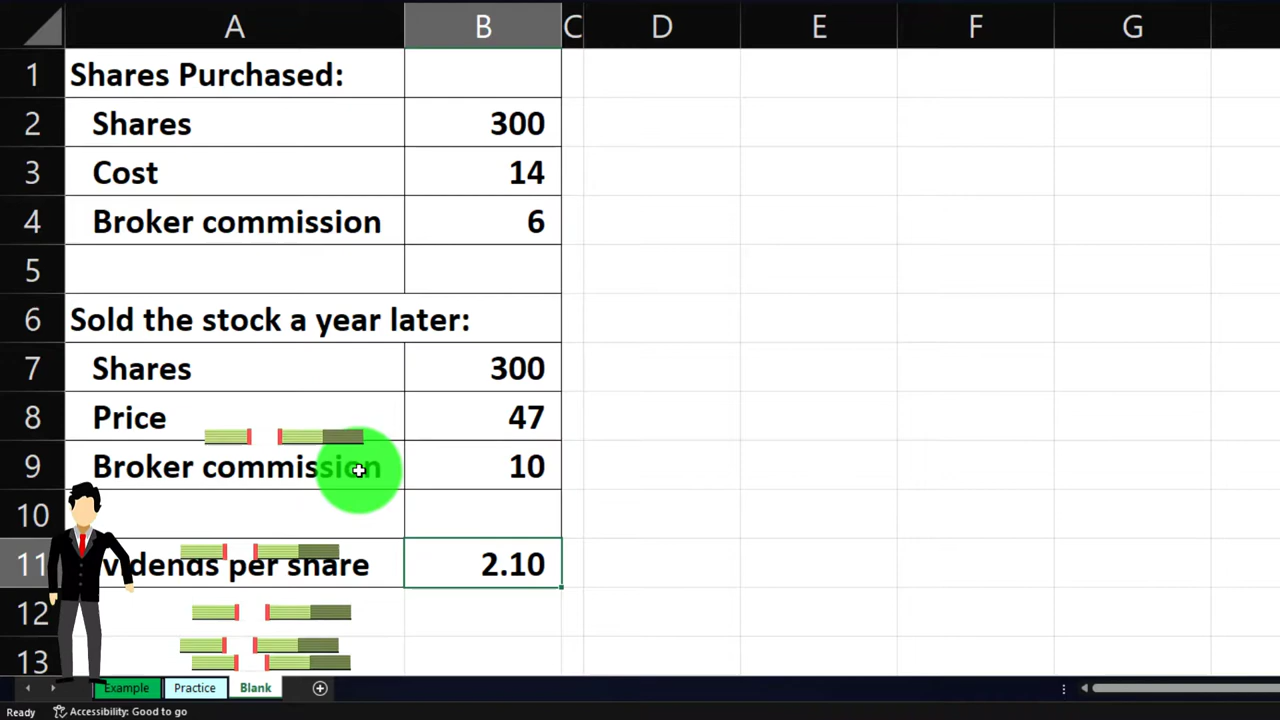 A B C D E F G
1 Shares Purchased:
2 Shares 300
3 Cost 14
4 Broker commission 6
5
6 Sold the stock a year later:
7 Shares 300
8 Price 47
9 Broker commission 10
10
11 vidends per share 2.10
12
13
Example Practice Blank
Ready Accessibility: Good to go